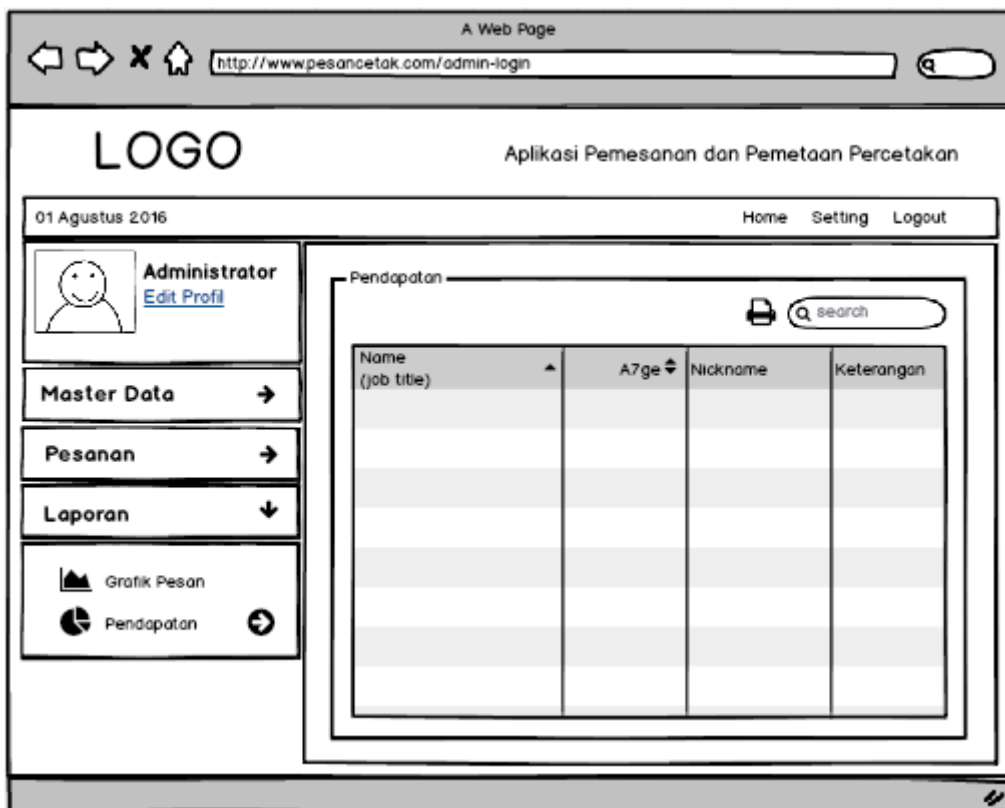 A Web Page
http://www.pesancetak.com/admin-login
LOGO
Aplikasi Pemesanan dan Pemetaan Percetakan
01 Agustus 2016
Home Setting Logout
Administrator
Edit Profil
Master Data
Pesanan
Laporan
Grafik Pesan
Pendapatan
Pendapatan
search
Name
(job title)
A7ge
Nickname
Keterangan